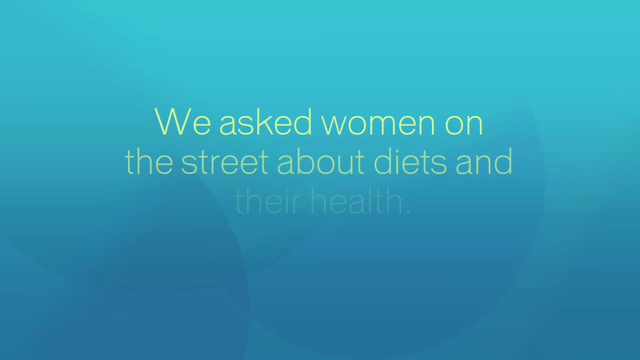 We asked women on
the street about diets and
their health.